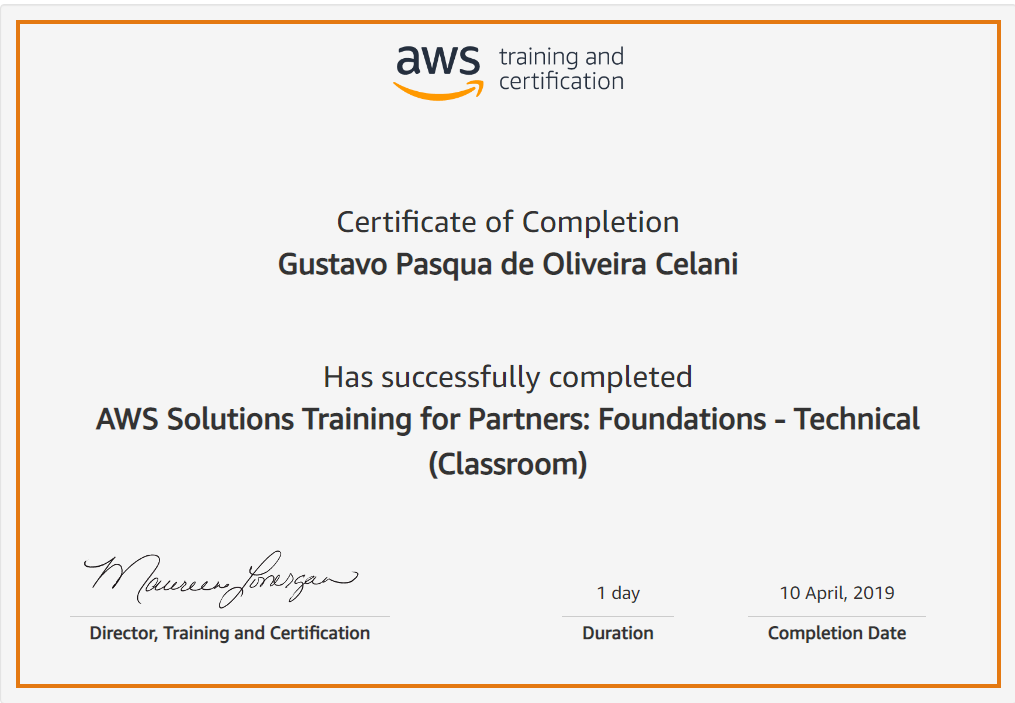 aws training and
certification
Certificate of Completion
Gustavo Pasqua de Oliveira Celani
Has successfully completed
AWS Solutions Training for Partners: Foundations - Technical
(Classroom)
Maureen Lonergan
1 day
10 April, 2019
Director, Training and Certification
Duration
Completion Date